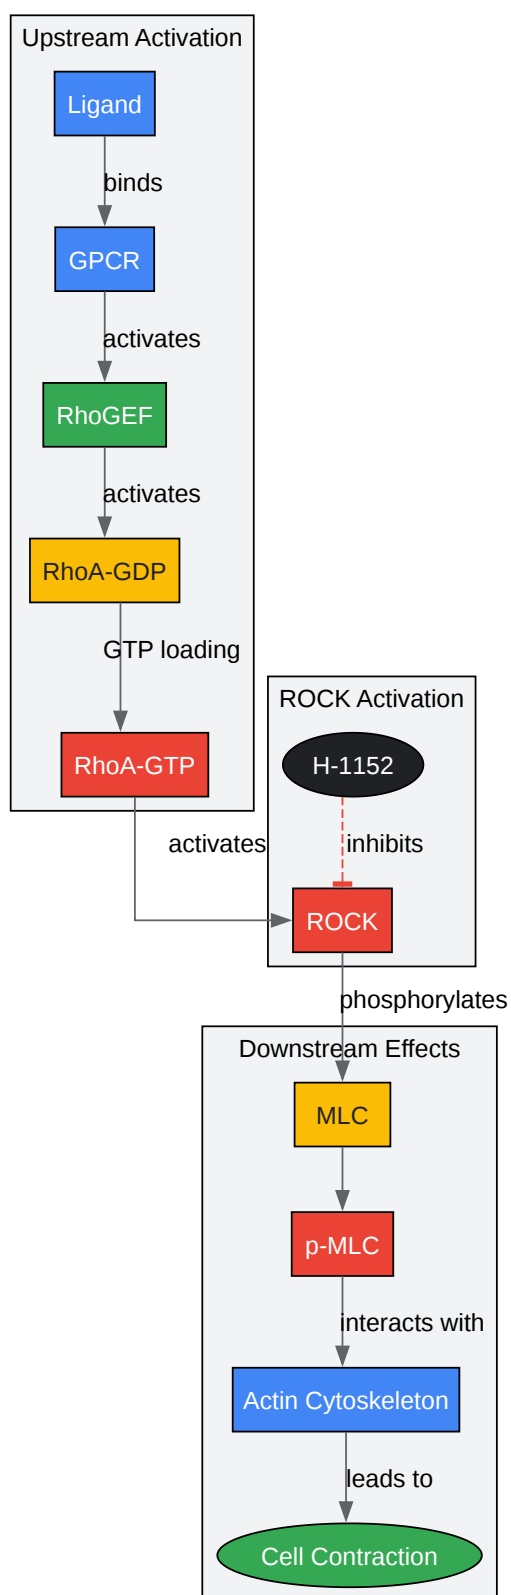 Upstream Activation
Ligand
binds
GPCR
activates
RhoGEF
activates
RhoA-GDP
GTP loading
RhoA-GTP
ROCK Activation
H-1152
activates
inhibits
ROCK
phosphorylates
Downstream Effects
MLC
p-MLC
interacts with
Actin Cytoskeleton
leads to
Cell Contraction